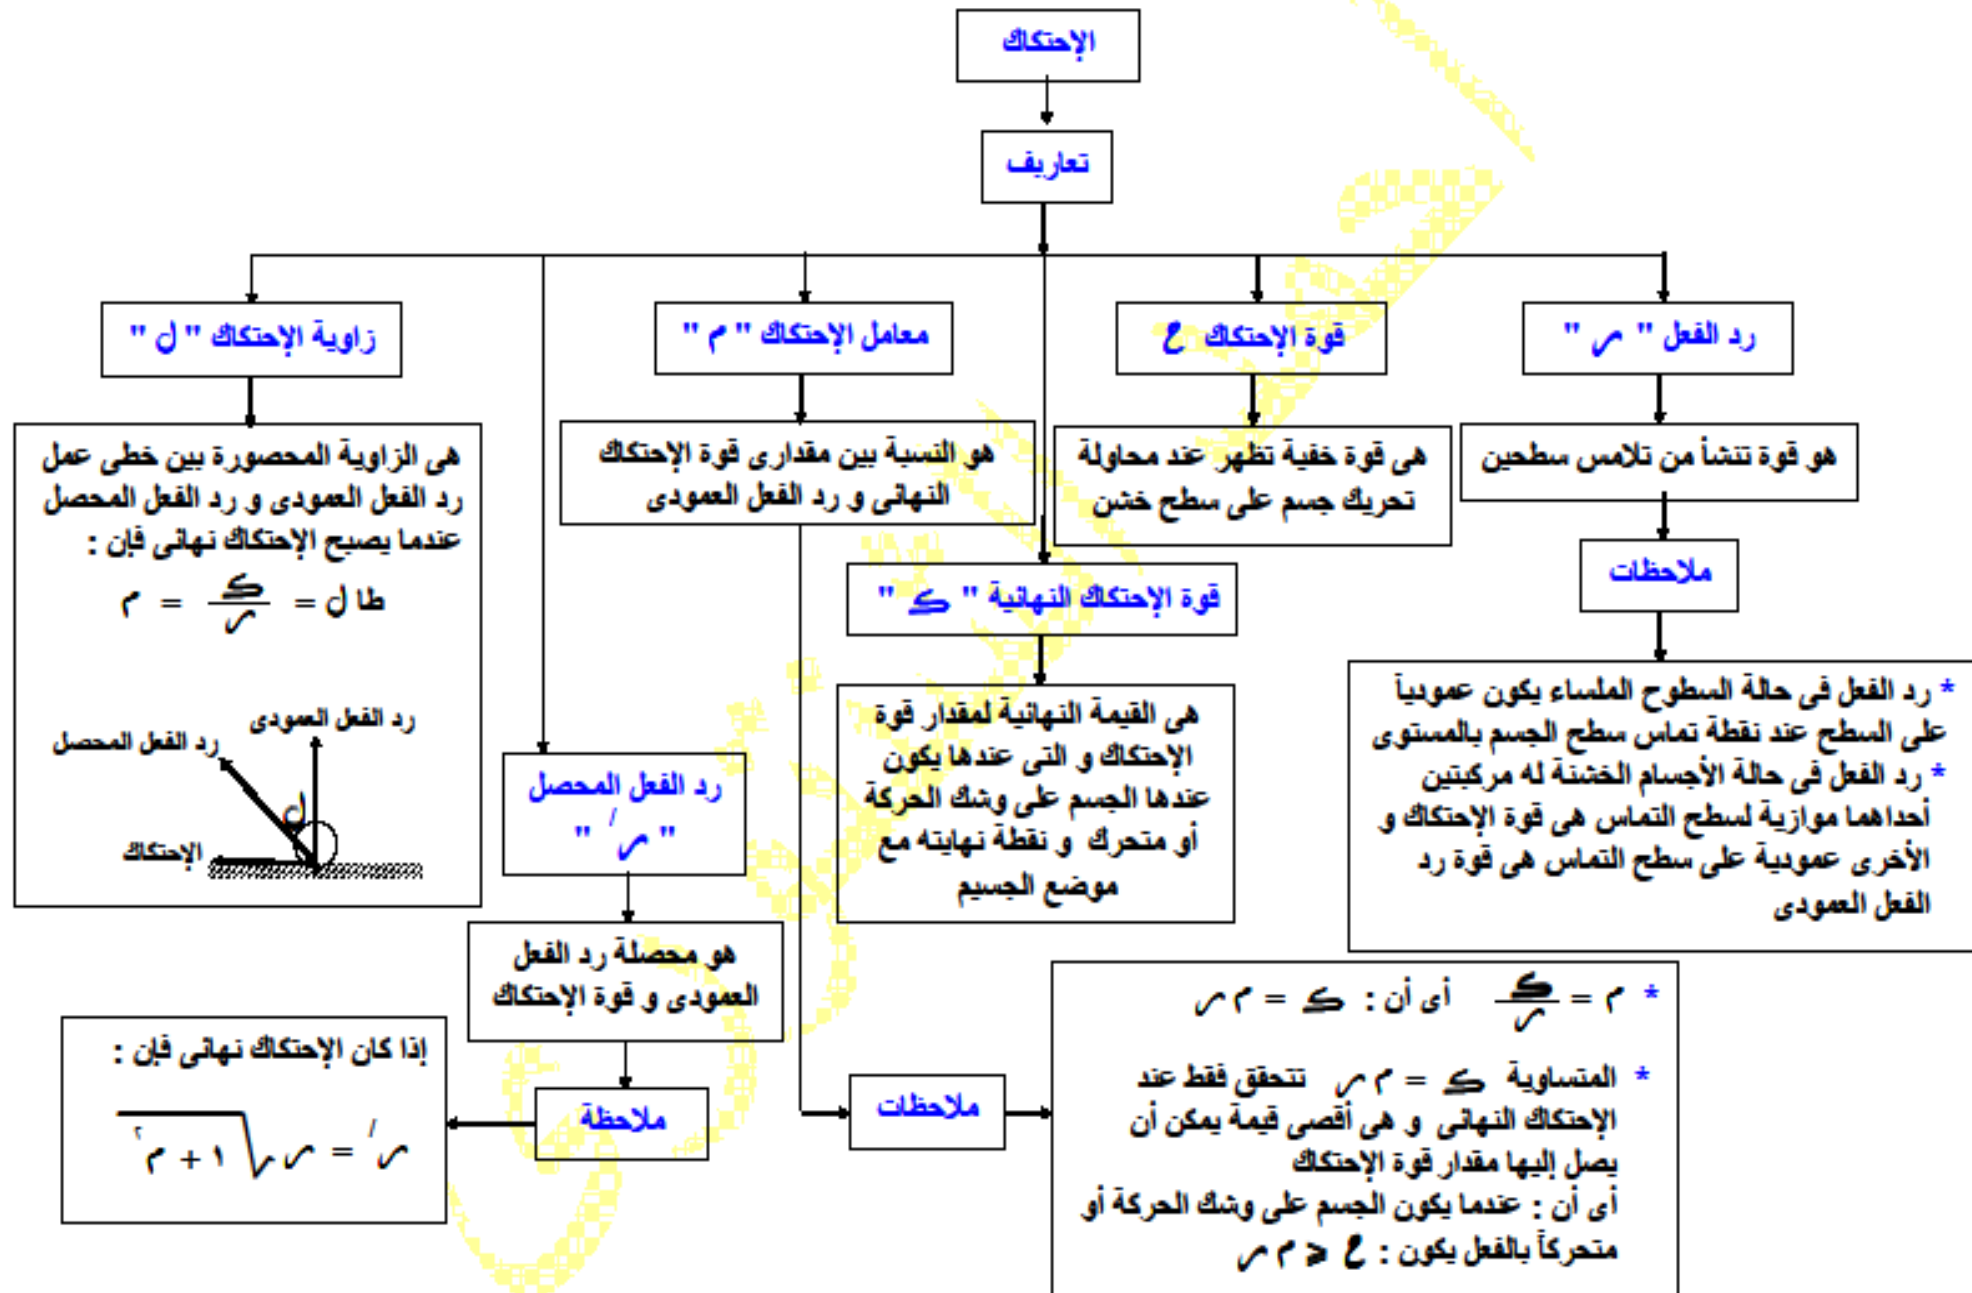 الإحتكاك
تعاريف
رد الفعل " ر "
هو قوة تنشأ من تلامس سطحين
ملاحظات
* رد الفعل فى حالة السطوح الملساء يكون عمودياً
على السطح عند نقطة تماس سطح الجسم بالمستوى
* رد الفعل فى حالة الأجسام الخشنة له مركبتين
أحداهما موازية لسطح التماس هى قوة الإحتكاك و
الأخرى عمودية على سطح التماس هى قوة رد
الفعل العمودى
قوة الإحتكاك ع
هى قوة خفية تظهر عند محاولة
تحريك جسم على سطح خشن
قوة الإحتكاك النهائية " ك "
هى القيمة النهائية لمقدار قوة
الإحتكاك و التى عندها يكون
عندها الجسم على وشك الحركة
أو متحرك و نقطة نهايته مع
موضع الجسيم
معامل الإحتكاك " م "
هو النسبة بين مقدارى قوة الإحتكاك
النهائى و رد الفعل العمودى
ملاحظات
* م = ك / ر أى أن : ك = م ر
* المتساوية ك = م ر تتحقق فقط عند
الإحتكاك النهائى و هى أقصى قيمة يمكن أن
يصل إليها مقدار قوة الإحتكاك
أى أن : عندما يكون الجسم على وشك الحركة أو
متحركاً بالفعل يكون : ع ⩽ م ر
رد الفعل المحصل
" ر/ "
هو محصلة رد الفعل
العمودى و قوة الإحتكاك
ملاحظة
إذا كان الإحتكاك نهائى فإن :
ر/ = ر √(١ + م٢)
زاوية الإحتكاك " ل "
هى الزاوية المحصورة بين خطى عمل
رد الفعل العمودى و رد الفعل المحصل
عندما يصبح الإحتكاك نهائى فإن :
طا ل = ك / ر = م
رد الفعل العمودى
رد الفعل المحصل
ل
الإحتكاك